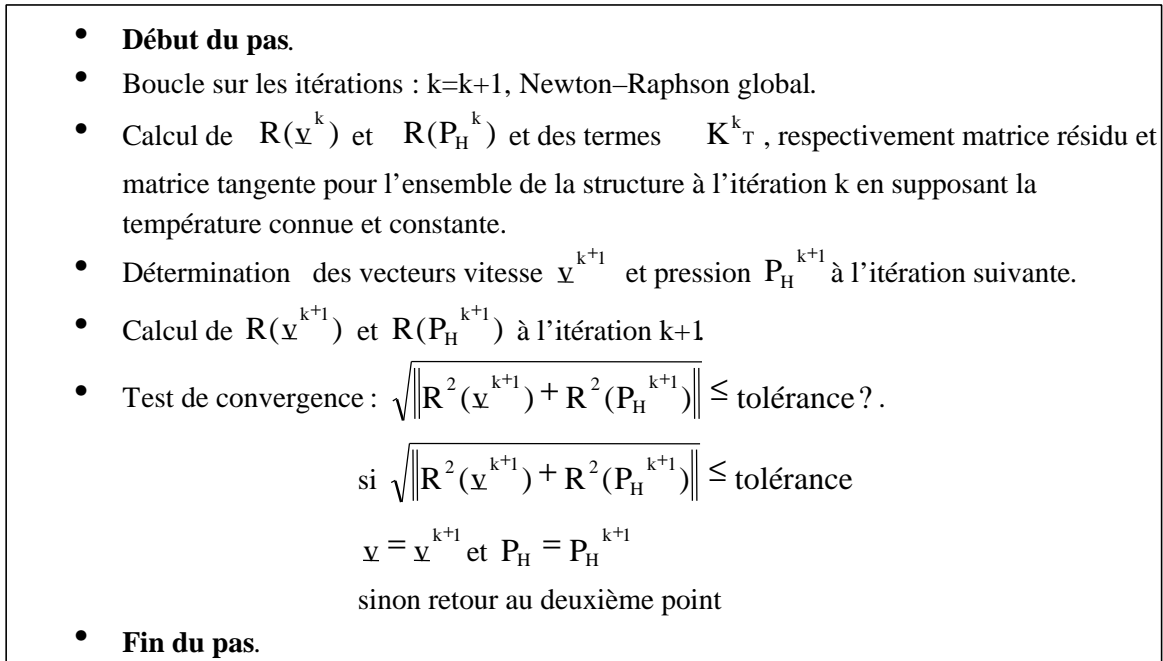 • Début du pas.
• Boucle sur les itérations : k=k+1, Newton–Raphson global.
• Calcul de R(v̲^k) et R(P_H^k) et des termes K^k_T , respectivement matrice résidu et
matrice tangente pour l’ensemble de la structure à l’itération k en supposant la
température connue et constante.
• Détermination des vecteurs vitesse v̲^{k+1} et pression P_H^{k+1} à l’itération suivante.
• Calcul de R(v̲^{k+1}) et R(P_H^{k+1}) à l’itération k+1.
• Test de convergence : √‖R²(v̲^{k+1}) + R²(P_H^{k+1})‖ ≤ tolérance ? .
si √‖R²(v̲^{k+1}) + R²(P_H^{k+1})‖ ≤ tolérance
v̲ = v̲^{k+1} et P_H = P_H^{k+1}
sinon retour au deuxième point
• Fin du pas.